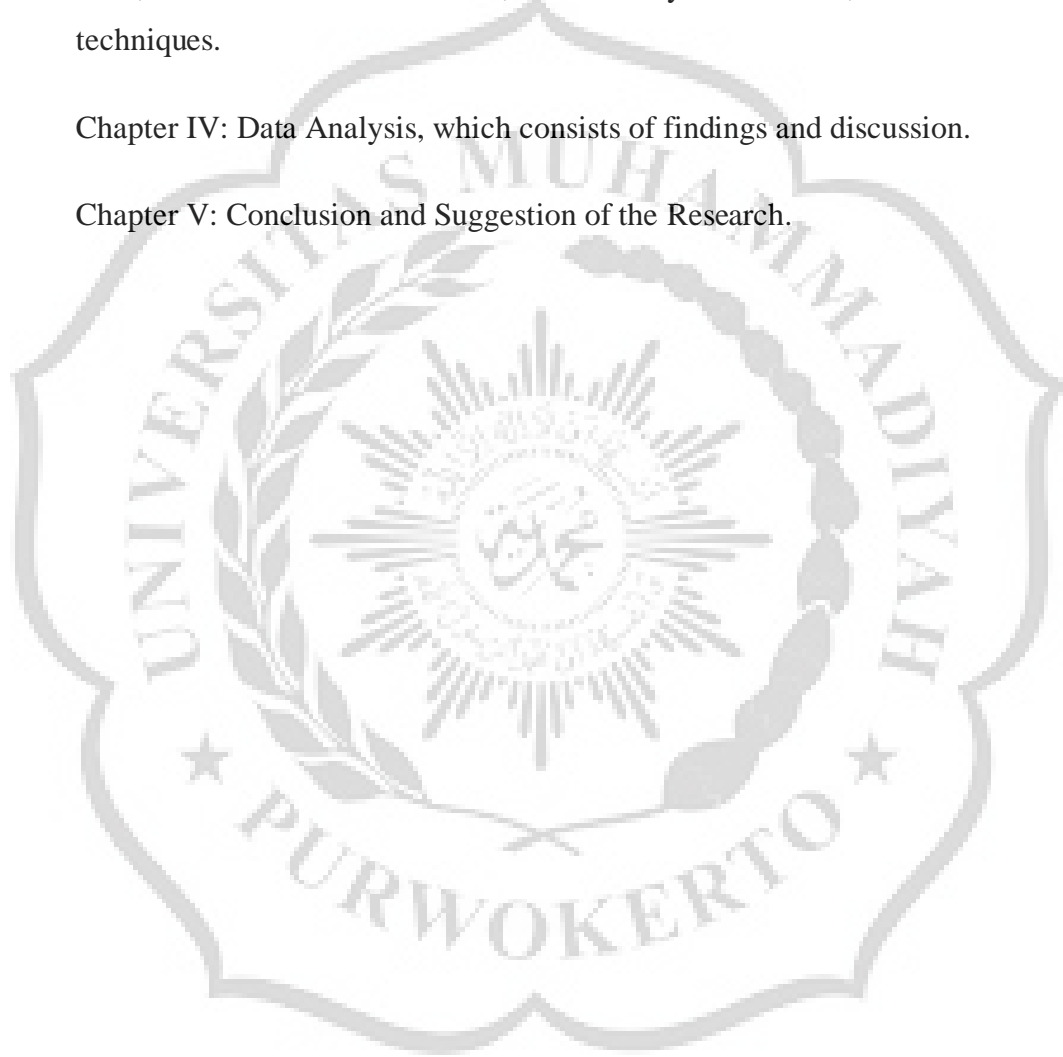 techniques.
Chapter IV: Data Analysis, which consists of findings and discussion.
Chapter V: Conclusion and Suggestion of the Research.
UNIVERSITAS MUHAMMADIYAH
★ PURWOKERTO ★